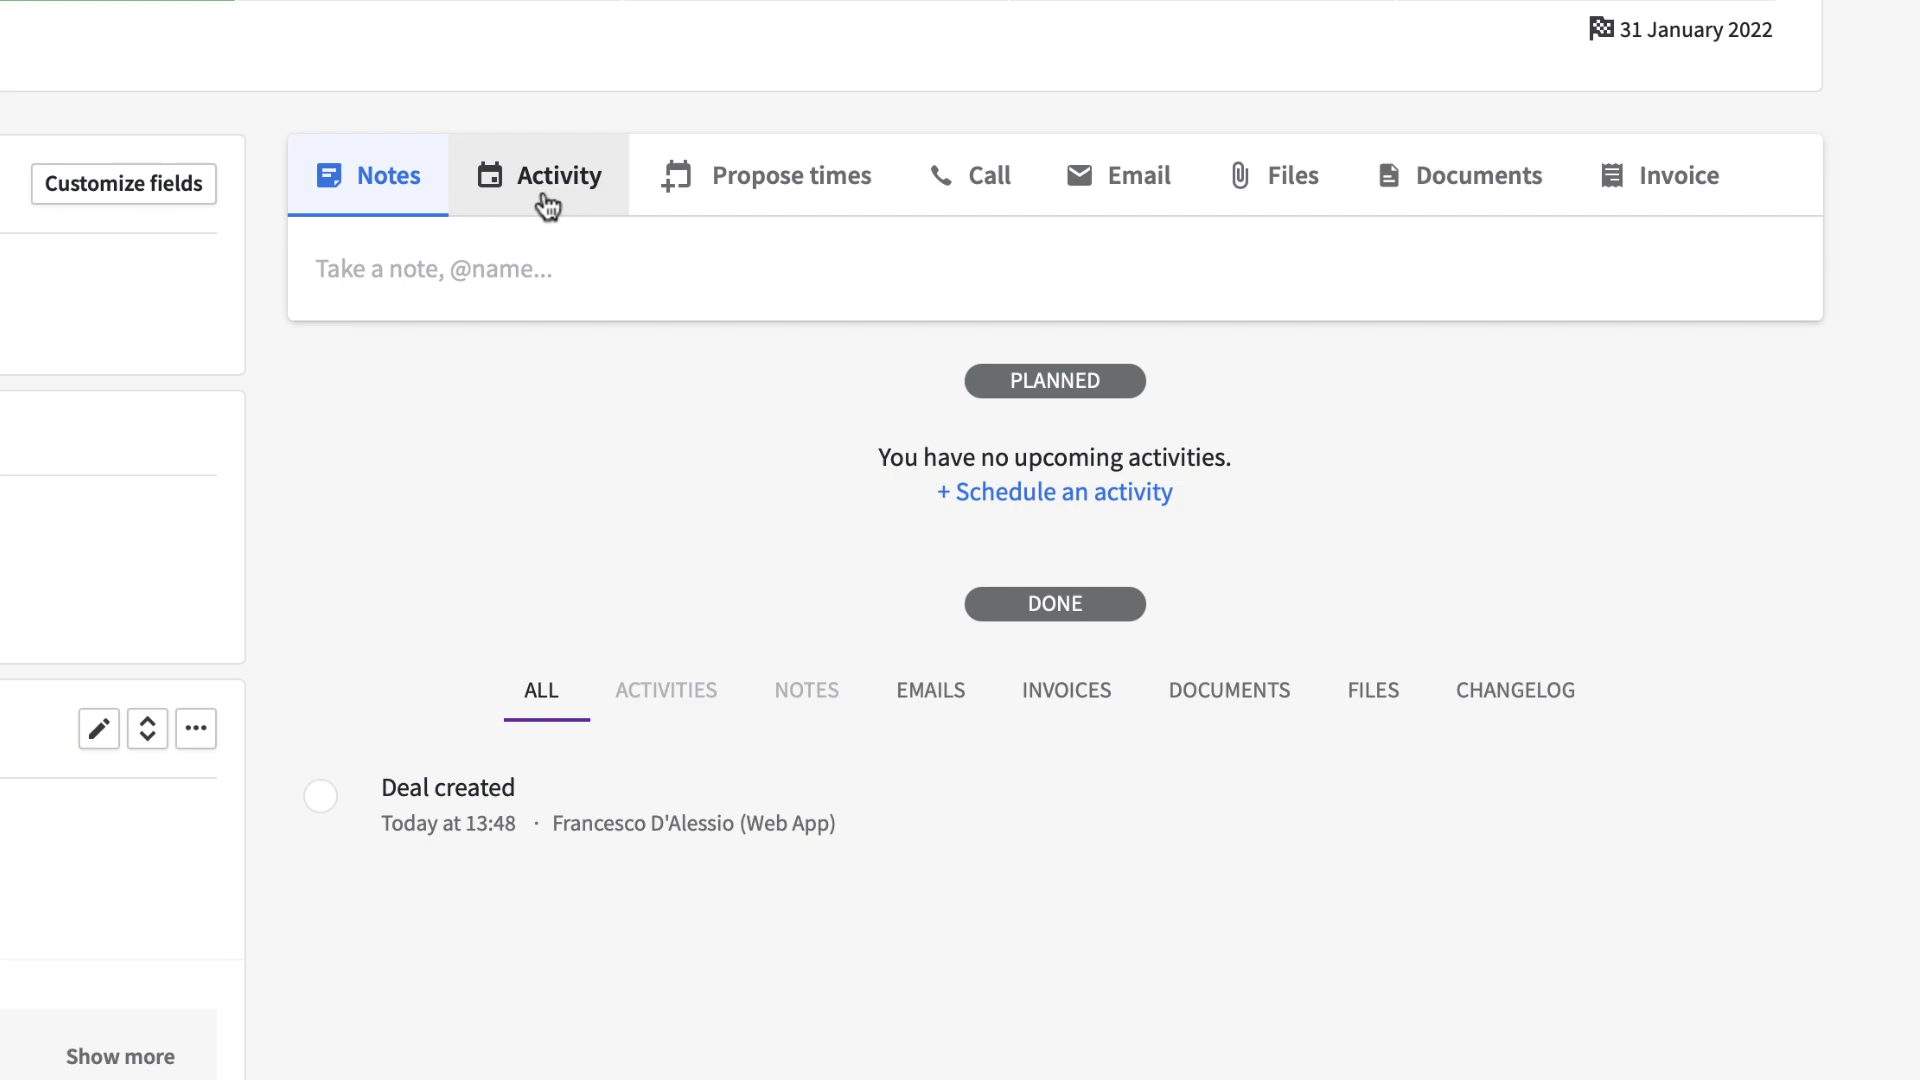 31 January 2022
Customize fields
Notes
Activity
Propose times
Call
Email
Files
Documents
Invoice
Take a note, @name...
PLANNED
You have no upcoming activities.
+ Schedule an activity
DONE
ALL
ACTIVITIES
NOTES
EMAILS
INVOICES
DOCUMENTS
FILES
CHANGELOG
Deal created
Today at 13:48 · Francesco D'Alessio (Web App)
Show more